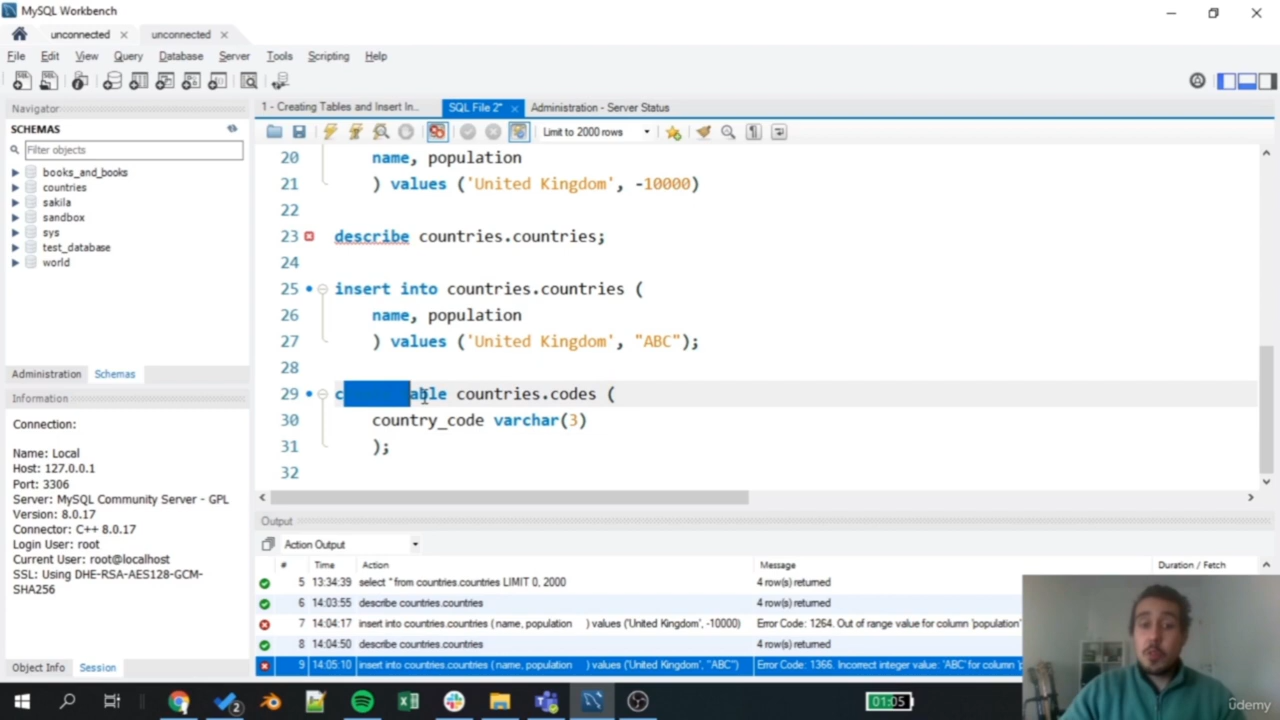 MySQL Workbench
unconnected × unconnected ×
File Edit View Query Database Server Tools Scripting Help
Navigator
SCHEMAS
Filter objects
books_and_books
countries
sakila
sandbox
sys
test_database
world
Administration Schemas
Information
Connection:
Name: Local
Host: 127.0.0.1
Port: 3306
Server: MySQL Community Server - GPL
Version: 8.0.17
Connector: C++ 8.0.17
Login User: root
Current User: root@localhost
SSL: Using DHE-RSA-AES128-GCM-
SHA256
Object Info Session
1 - Creating Tables and Insert In... SQL File 2* × Administration - Server Status
Limit to 2000 rows
20 name, population
21 ) values ('United Kingdom', -10000)
22
23 describe countries.countries;
24
25 insert into countries.countries (
26 name, population
27 ) values ('United Kingdom', "ABC");
28
29 c able countries.codes (
30 country_code varchar(3)
31 );
32
Output
Action Output
# Time Action Message Duration / Fetch
5 13:34:39 select * from countries.countries LIMIT 0, 2000 4 row(s) returned
6 14:03:55 describe countries.countries 4 row(s) returned
7 14:04:17 insert into countries.countries ( name, population ) values ('United Kingdom', -10000) Error Code: 1264. Out of range value for column 'population'
8 14:04:50 describe countries.countries 4 row(s) returned
9 14:05:10 insert into countries.countries ( name, population ) values ('United Kingdom', "ABC") Error Code: 1366. Incorrect integer value: 'ABC' for column 'p
2
01:05
ûdemy